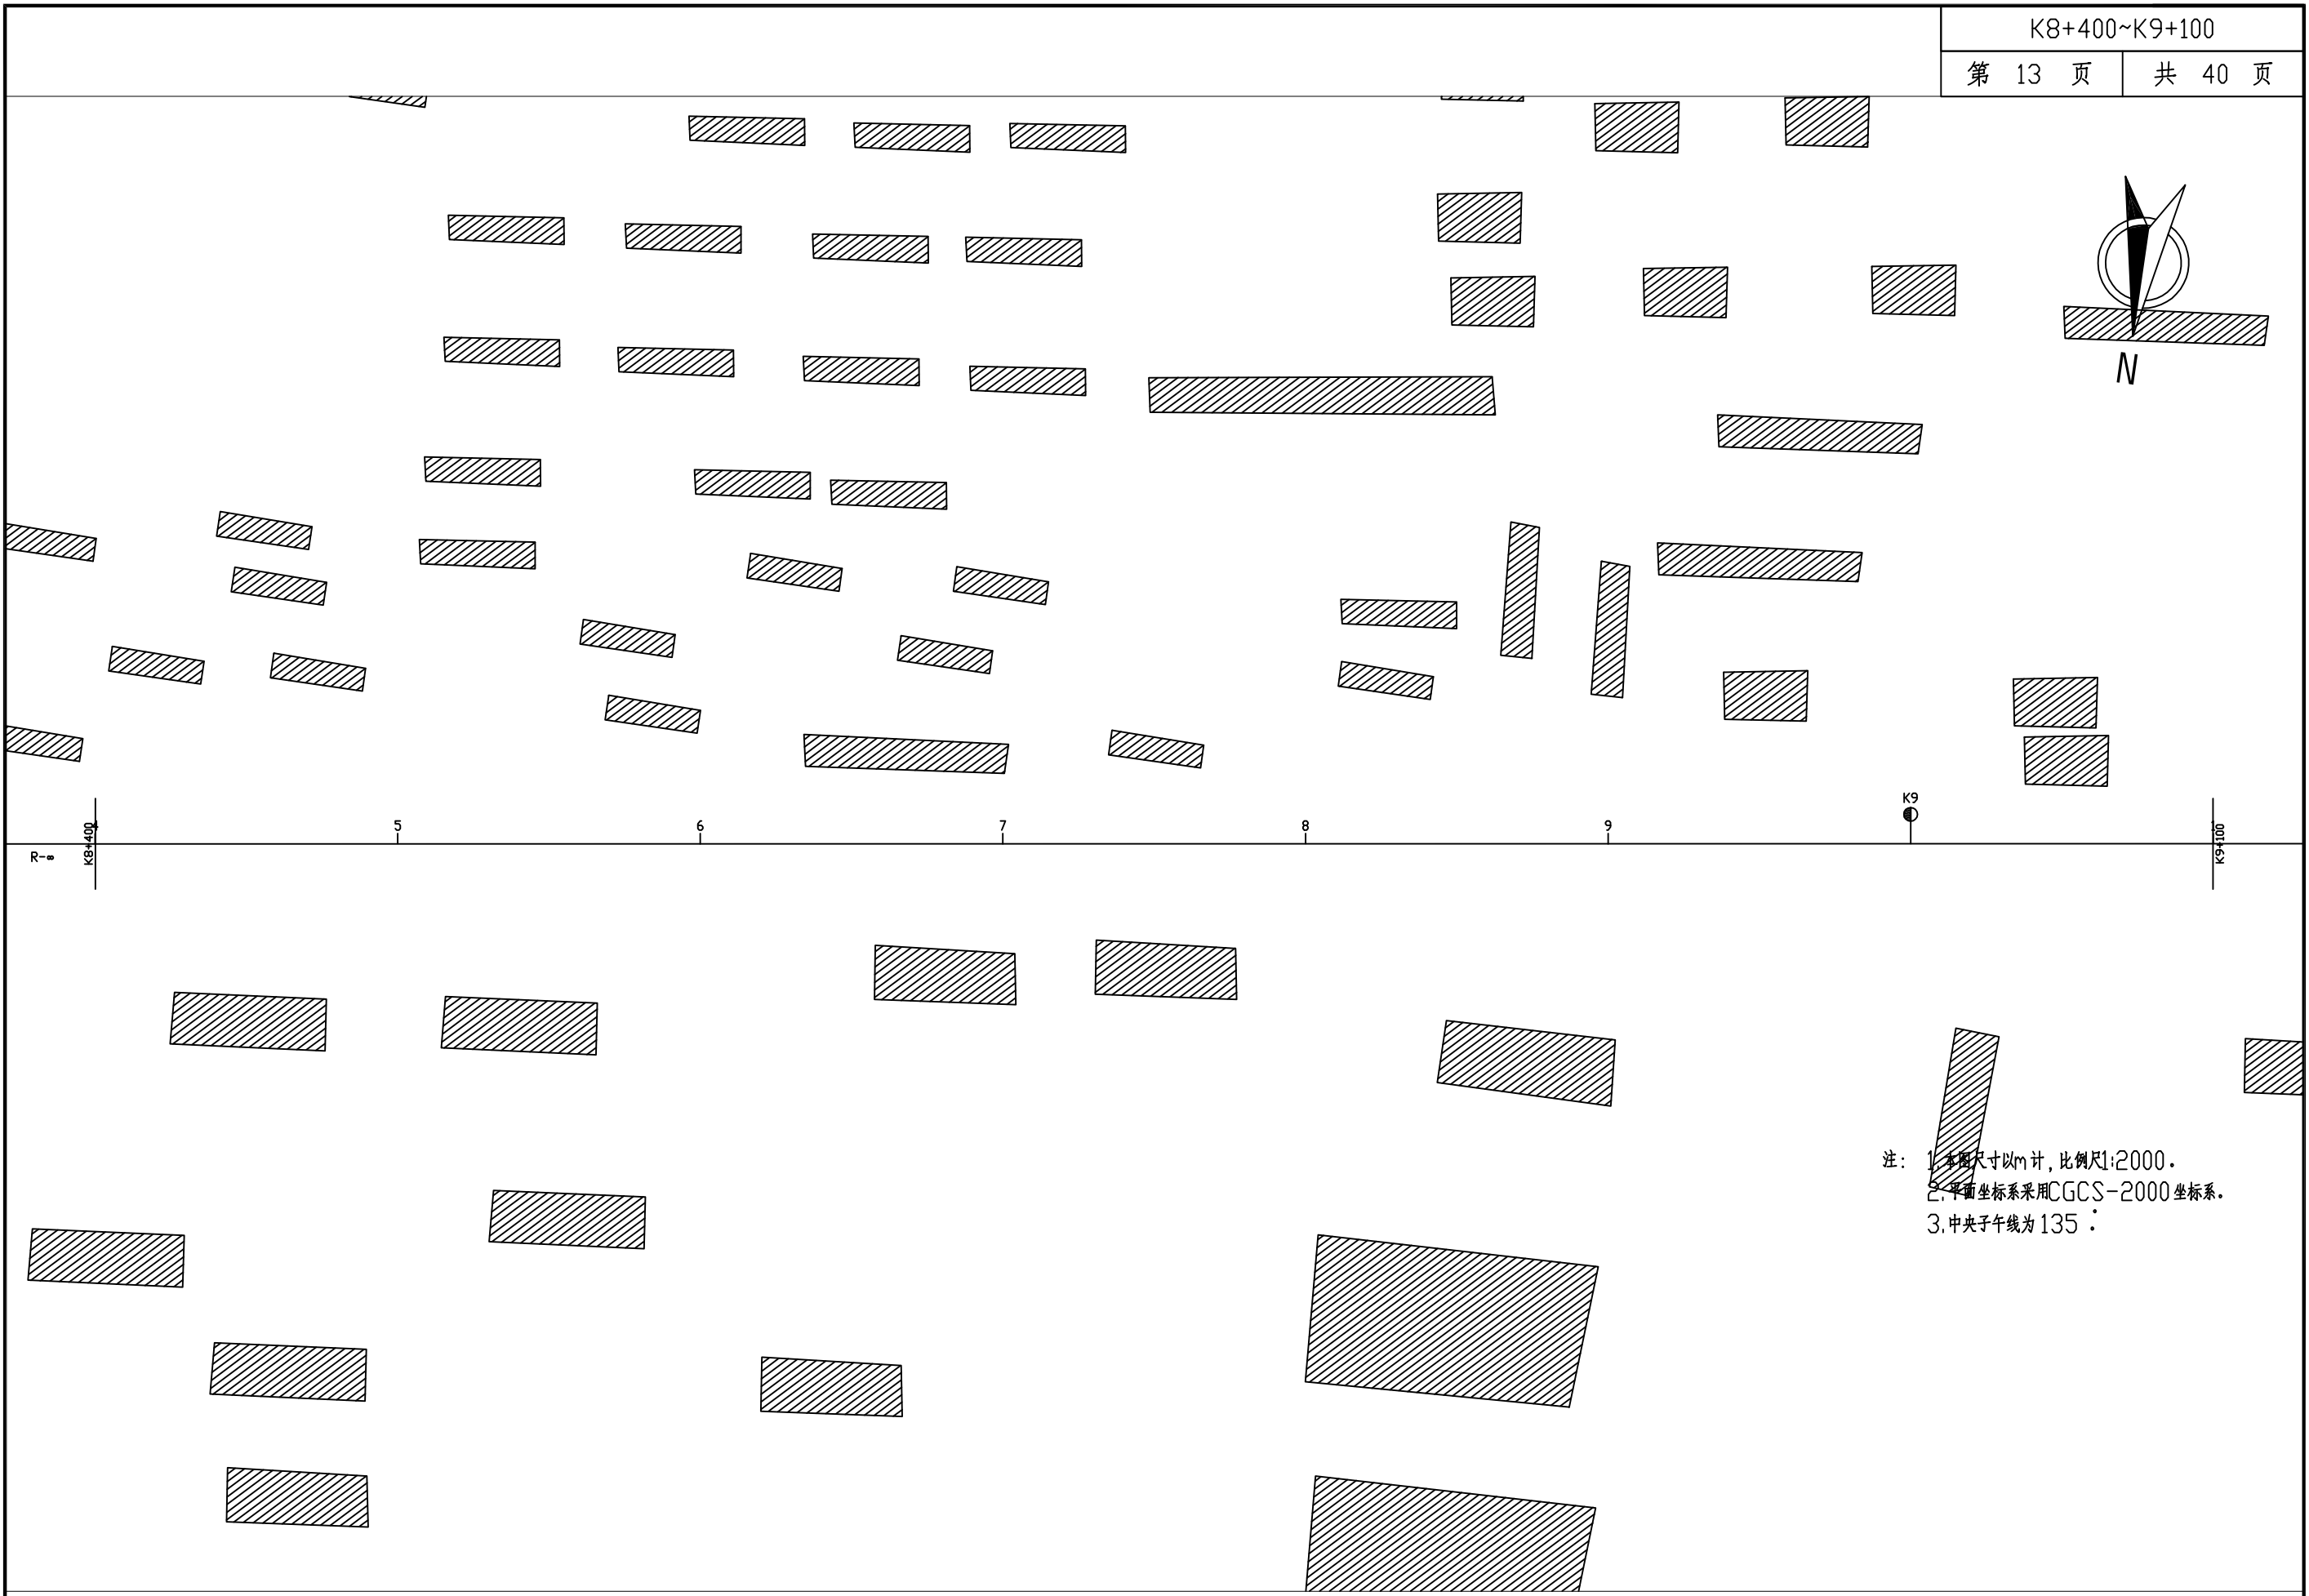 K8+400~K9+100
第 13 页 共 40 页
N
K9
5 6 7 8 9
K8+400
K9+100
R-∞
注: 1.本图尺寸以m计,比例尺1:2000.
2.平面坐标系采用CGCS-2000坐标系.
3.中央子午线为135°.